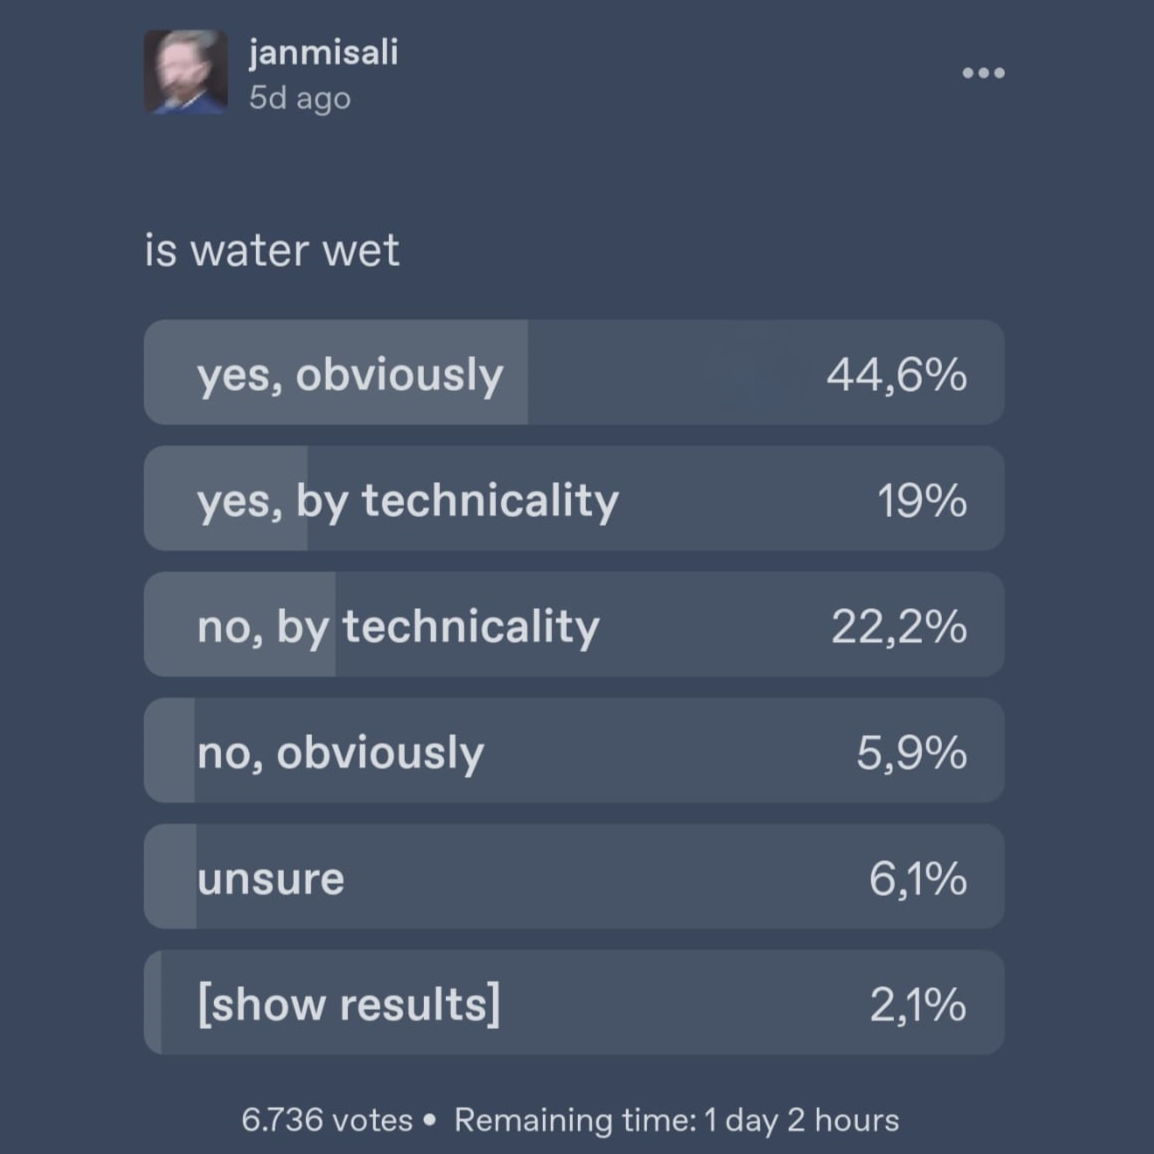 janmisali
5d ago
is water wet
yes, obviously 44,6%
yes, by technicality 19%
no, by technicality 22,2%
no, obviously 5,9%
unsure 6,1%
[show results] 2,1%
6.736 votes • Remaining time: 1 day 2 hours